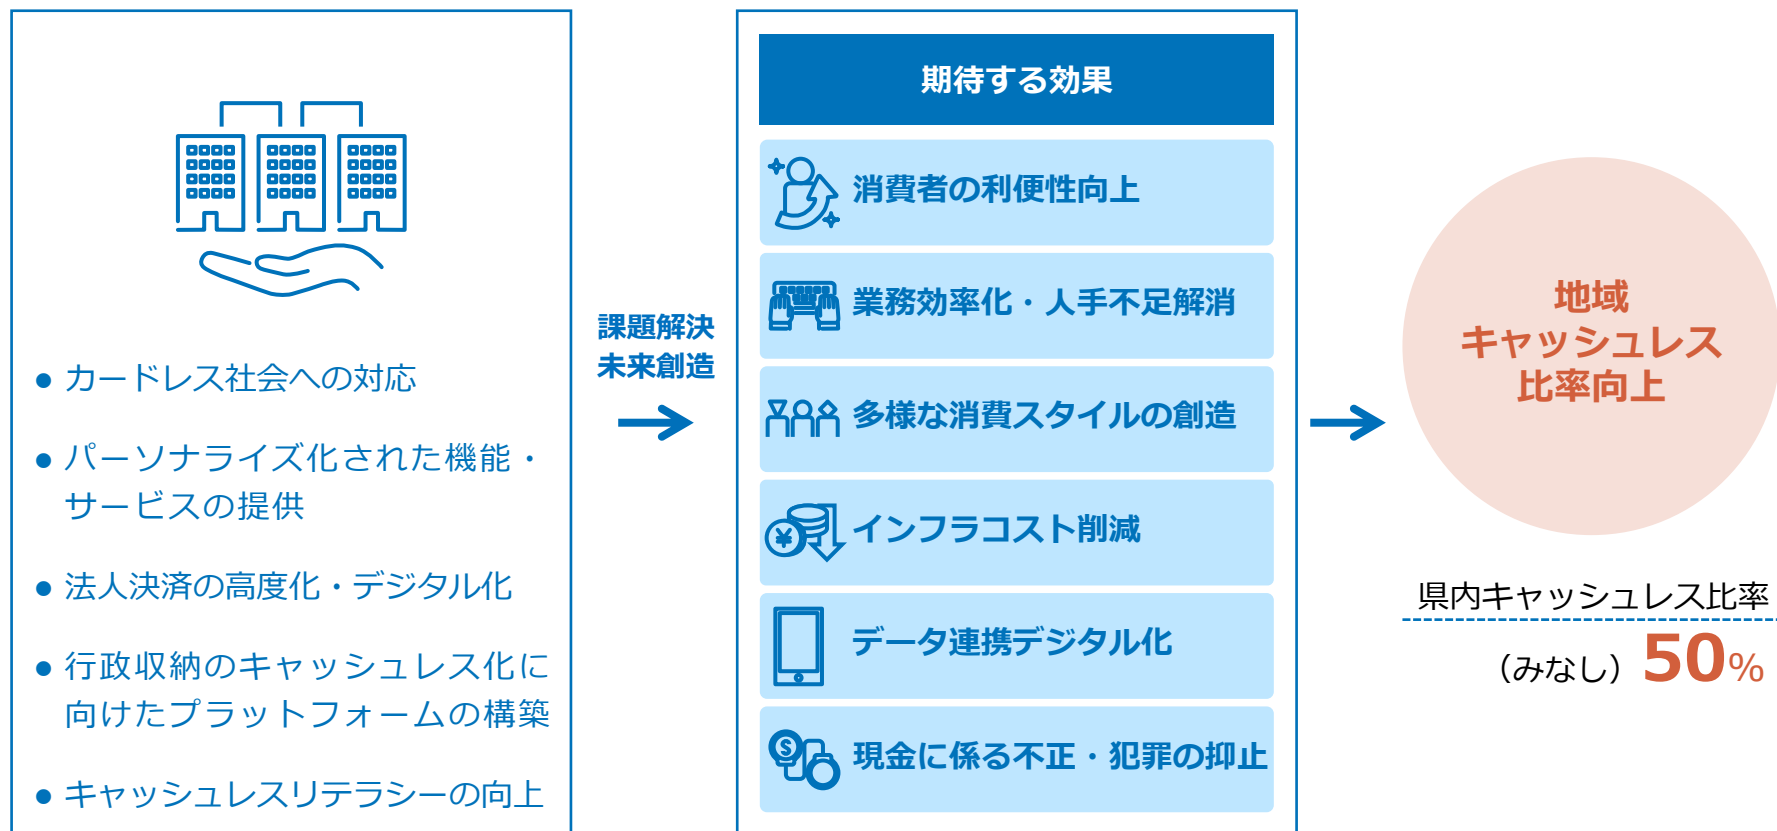 ● カードレス社会への対応
● パーソナライズ化された機能・
サービスの提供
● 法人決済の高度化・デジタル化
● 行政収納のキャッシュレス化に
向けたプラットフォームの構築
● キャッシュレスリテラシーの向上
課題解決
未来創造
期待する効果
消費者の利便性向上
業務効率化・人手不足解消
多様な消費スタイルの創造
¥
インフラコスト削減
データ連携デジタル化
$
現金に係る不正・犯罪の抑止
地域
キャッシュレス
比率向上
県内キャッシュレス比率
（みなし）50%